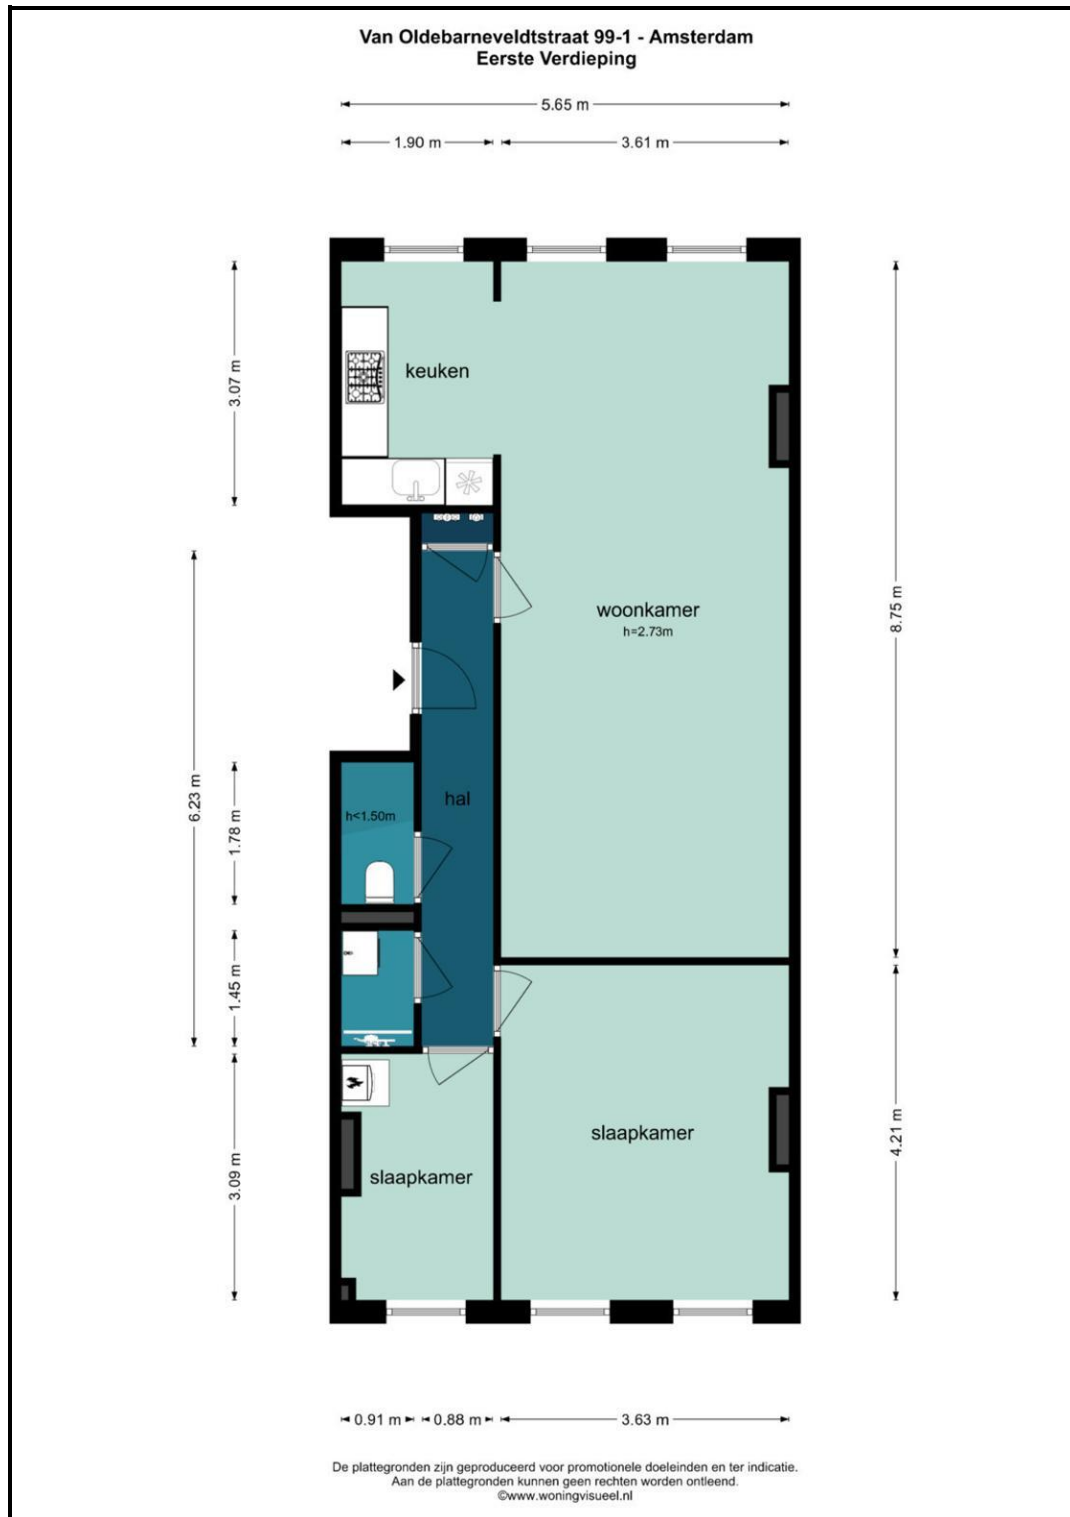 Van Oldebarneveldtstraat 99-1 - Amsterdam
Eerste Verdieping
5.65 m
1.90 m
3.61 m
3.07 m
keuken
woonkamer
h=2.73m
8.75 m
6.23 m
hal
h<1.50m
1.78 m
1.45 m
slaapkamer
4.21 m
slaapkamer
3.09 m
0.91 m
0.88 m
3.63 m
De plattegronden zijn geproduceerd voor promotionele doeleinden en ter indicatie.
Aan de plattegronden kunnen geen rechten worden ontleend.
©www.woningvisueel.nl